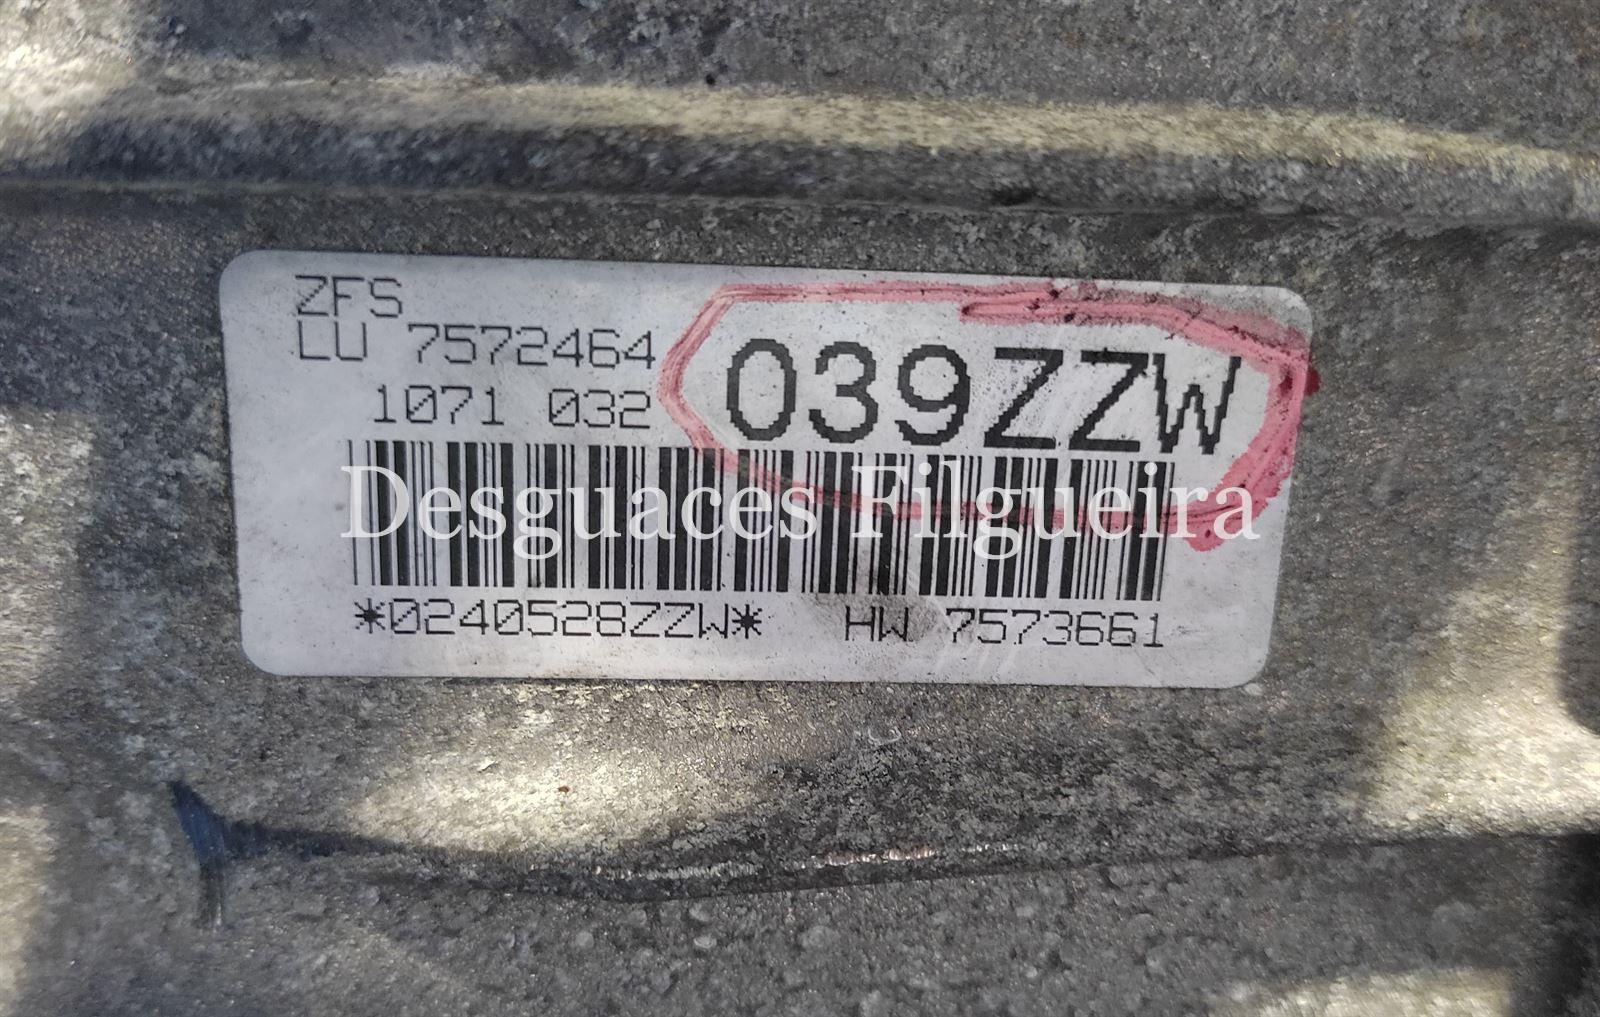 ZFS
LU 7572464
1071 032
039ZZW
Desguaces Filgueira
*0240528ZZW* HW 7573661